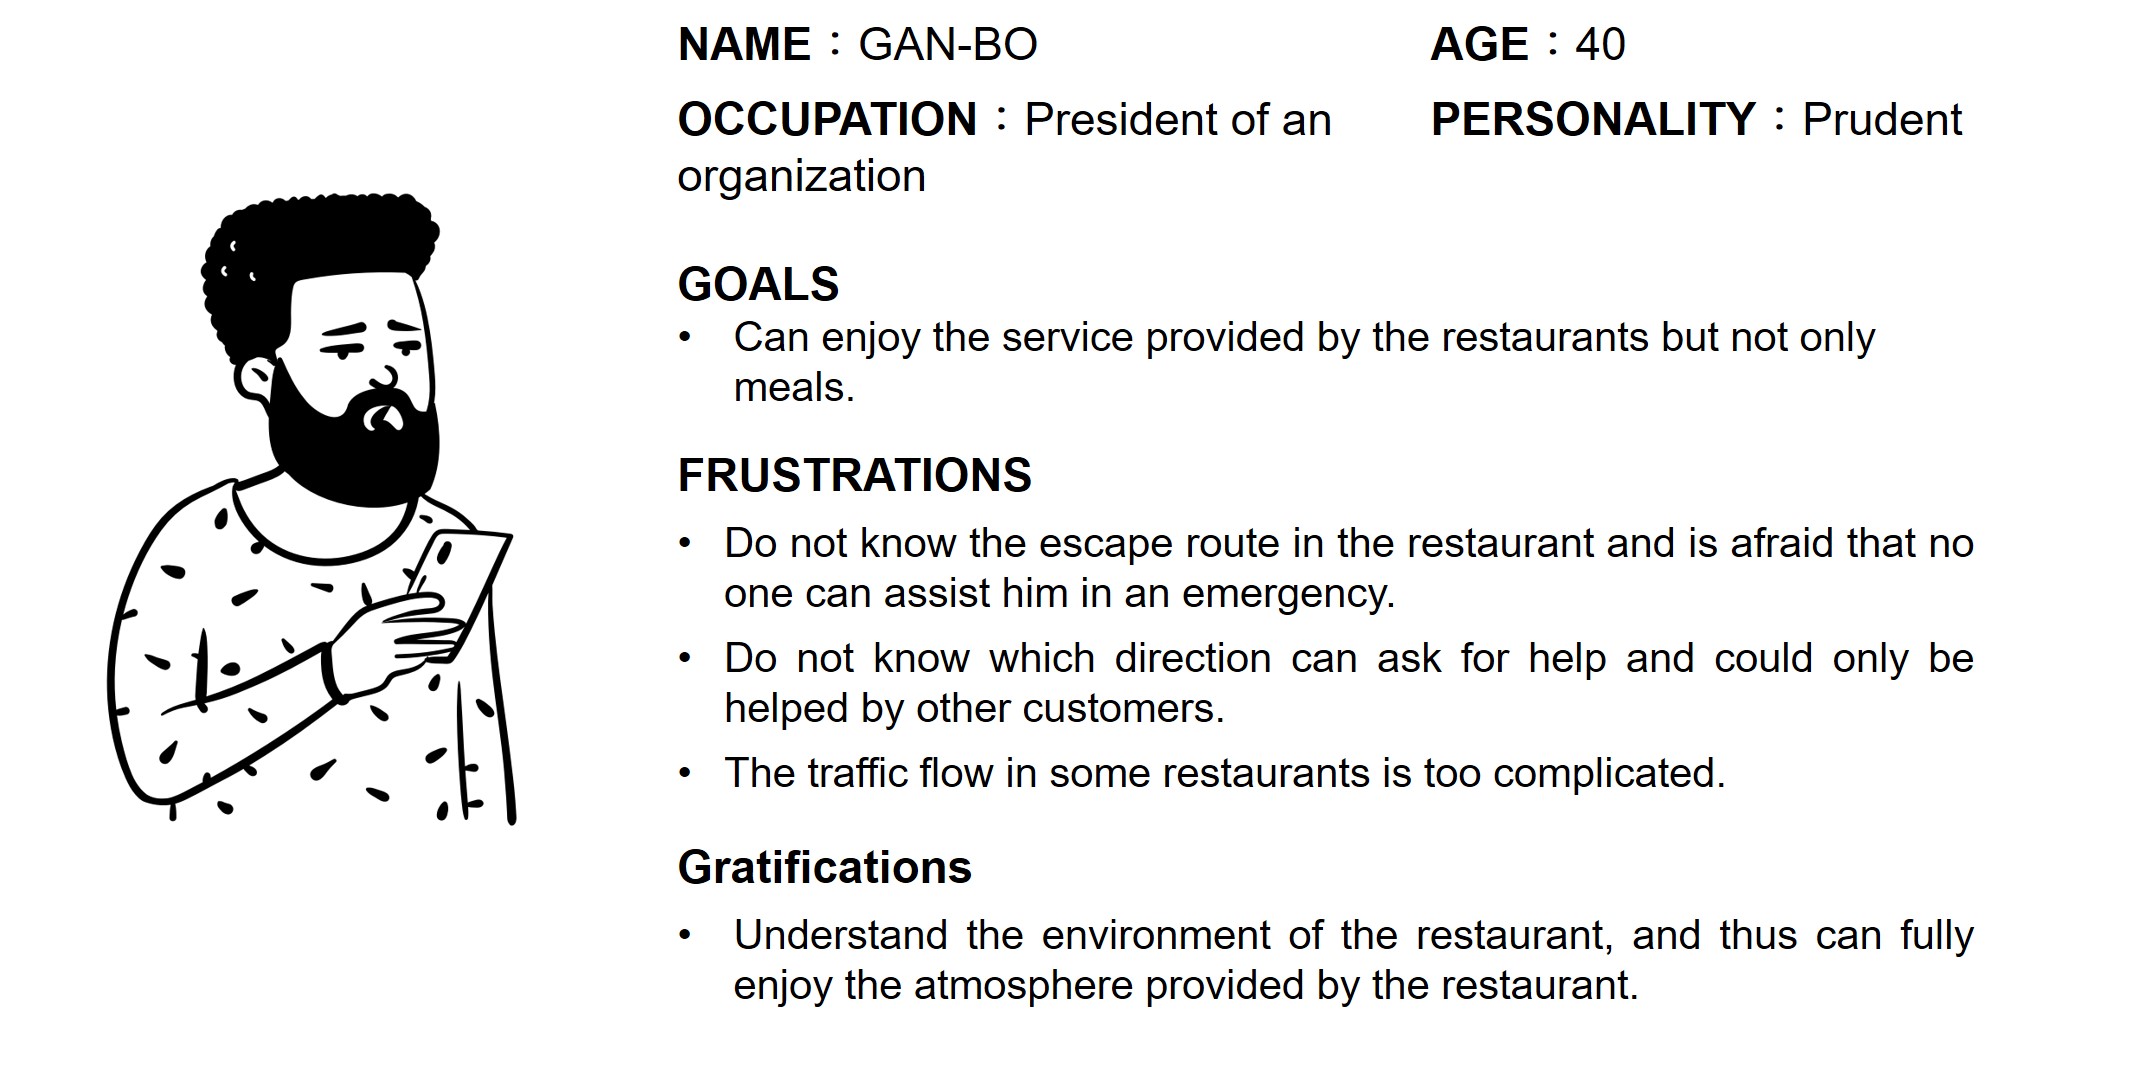 NAME：GAN-BO
AGE：40
OCCUPATION：President of an
organization
PERSONALITY：Prudent
GOALS
• Can enjoy the service provided by the restaurants but not only
meals.
FRUSTRATIONS
• Do not know the escape route in the restaurant and is afraid that no
one can assist him in an emergency.
• Do not know which direction can ask for help and could only be
helped by other customers.
• The traffic flow in some restaurants is too complicated.
Gratifications
• Understand the environment of the restaurant, and thus can fully
enjoy the atmosphere provided by the restaurant.